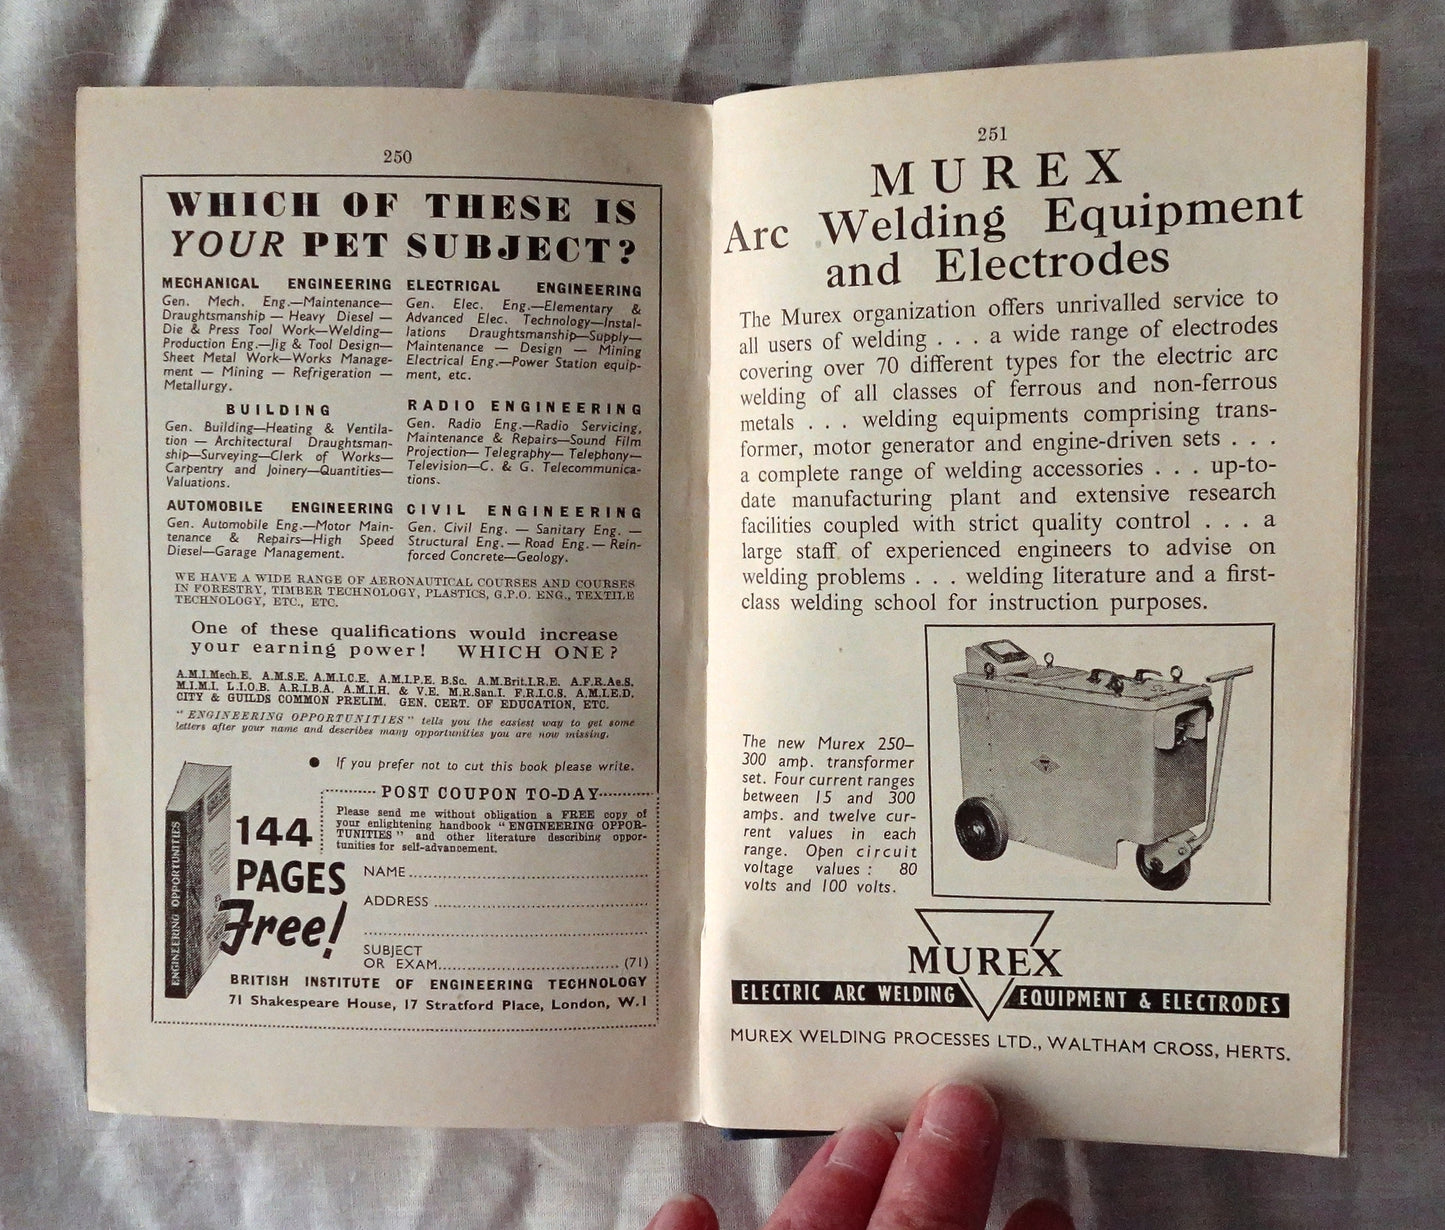 250
WHICH OF THESE IS
YOUR PET SUBJECT?
MECHANICAL ENGINEERING
Gen. Mech. Eng.—Maintenance—
Draughtsmanship — Heavy Diesel —
Die & Press Tool Work—Welding—
Production Eng.—Jig & Tool Design—
Sheet Metal Work—Works Manage-
ment — Mining — Refrigeration —
Metallurgy.
BUILDING
Gen. Building—Heating & Ventila-
tion — Architectural Draughtsman-
ship—Surveying—Clerk of Works—
Carpentry and Joinery—Quantities—
Valuations.
AUTOMOBILE ENGINEERING
Gen. Automobile Eng.—Motor Main-
tenance & Repairs—High Speed
Diesel—Garage Management.
ELECTRICAL ENGINEERING
Gen. Elec. Eng.—Elementary &
Advanced Elec. Technology—Instal-
lations Draughtsmanship—Supply—
Maintenance — Design — Mining
Electrical Eng.—Power Station equip-
ment, etc.
RADIO ENGINEERING
Gen. Radio Eng.—Radio Servicing,
Maintenance & Repairs—Sound Film
Projection— Telegraphy— Telephony—
Television—C. & G. Telecommunica-
tions.
CIVIL ENGINEERING
Gen. Civil Eng. — Sanitary Eng. —
Structural Eng. — Road Eng. — Rein-
forced Concrete—Geology.
WE HAVE A WIDE RANGE OF AERONAUTICAL COURSES AND COURSES
IN FORESTRY, TIMBER TECHNOLOGY, PLASTICS, G.P.O. ENG., TEXTILE
TECHNOLOGY, ETC., ETC.
One of these qualifications would increase
your earning power! WHICH ONE?
A.M.I.Mech.E. A.M.S.E. A.M.I.C.E. A.M.I.P.E. B.Sc. A.M.Brit.I.R.E. A.F.R.Ae.S.
M.I.M.I. L.I.O.B. A.R.I.B.A. A.M.I.H. & V.E. M.R.San.I. F.R.I.C.S. A.M.I.E.D.
CITY & GUILDS COMMON PRELIM. GEN. CERT. OF EDUCATION, ETC.
"ENGINEERING OPPORTUNITIES" tells you the easiest way to get some
letters after your name and describes many opportunities you are now missing.
● If you prefer not to cut this book please write.
POST COUPON TO-DAY
Please send me without obligation a FREE copy of
your enlightening handbook "ENGINEERING OPPOR-
TUNITIES" and other literature describing oppor-
tunities for self-advancement.
NAME
ADDRESS
SUBJECT
OR EXAM. (71)
144
PAGES
Free!
ENGINEERING OPPORTUNITIES
BRITISH INSTITUTE OF ENGINEERING TECHNOLOGY
71 Shakespeare House, 17 Stratford Place, London, W.1
251
MUREX
Arc Welding Equipment
and Electrodes
The Murex organization offers unrivalled service to
all users of welding . . . a wide range of electrodes
covering over 70 different types for the electric arc
welding of all classes of ferrous and non-ferrous
metals . . . welding equipments comprising trans-
former, motor generator and engine-driven sets . . .
a complete range of welding accessories . . . up-to-
date manufacturing plant and extensive research
facilities coupled with strict quality control . . . a
large staff of experienced engineers to advise on
welding problems . . . welding literature and a first-
class welding school for instruction purposes.
The new Murex 250–
300 amp. transformer
set. Four current ranges
between 15 and 300
amps. and twelve cur-
rent values in each
range. Open circuit
voltage values : 80
volts and 100 volts.
MUREX
ELECTRIC ARC WELDING EQUIPMENT & ELECTRODES
MUREX WELDING PROCESSES LTD., WALTHAM CROSS, HERTS.